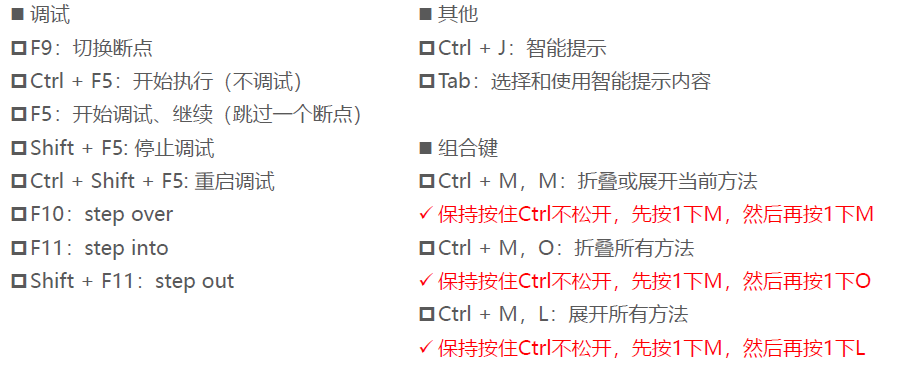 ■ 调试
F9：切换断点
Ctrl + F5：开始执行（不调试）
F5：开始调试、继续（跳过一个断点）
Shift + F5: 停止调试
Ctrl + Shift + F5: 重启调试
F10：step over
F11：step into
Shift + F11：step out
■ 其他
Ctrl + J：智能提示
Tab：选择和使用智能提示内容
■ 组合键
Ctrl + M，M：折叠或展开当前方法
✓ 保持按住Ctrl不松开，先按1下M，然后再按1下M
Ctrl + M，O：折叠所有方法
✓ 保持按住Ctrl不松开，先按1下M，然后再按1下O
Ctrl + M，L：展开所有方法
✓ 保持按住Ctrl不松开，先按1下M，然后再按1下L